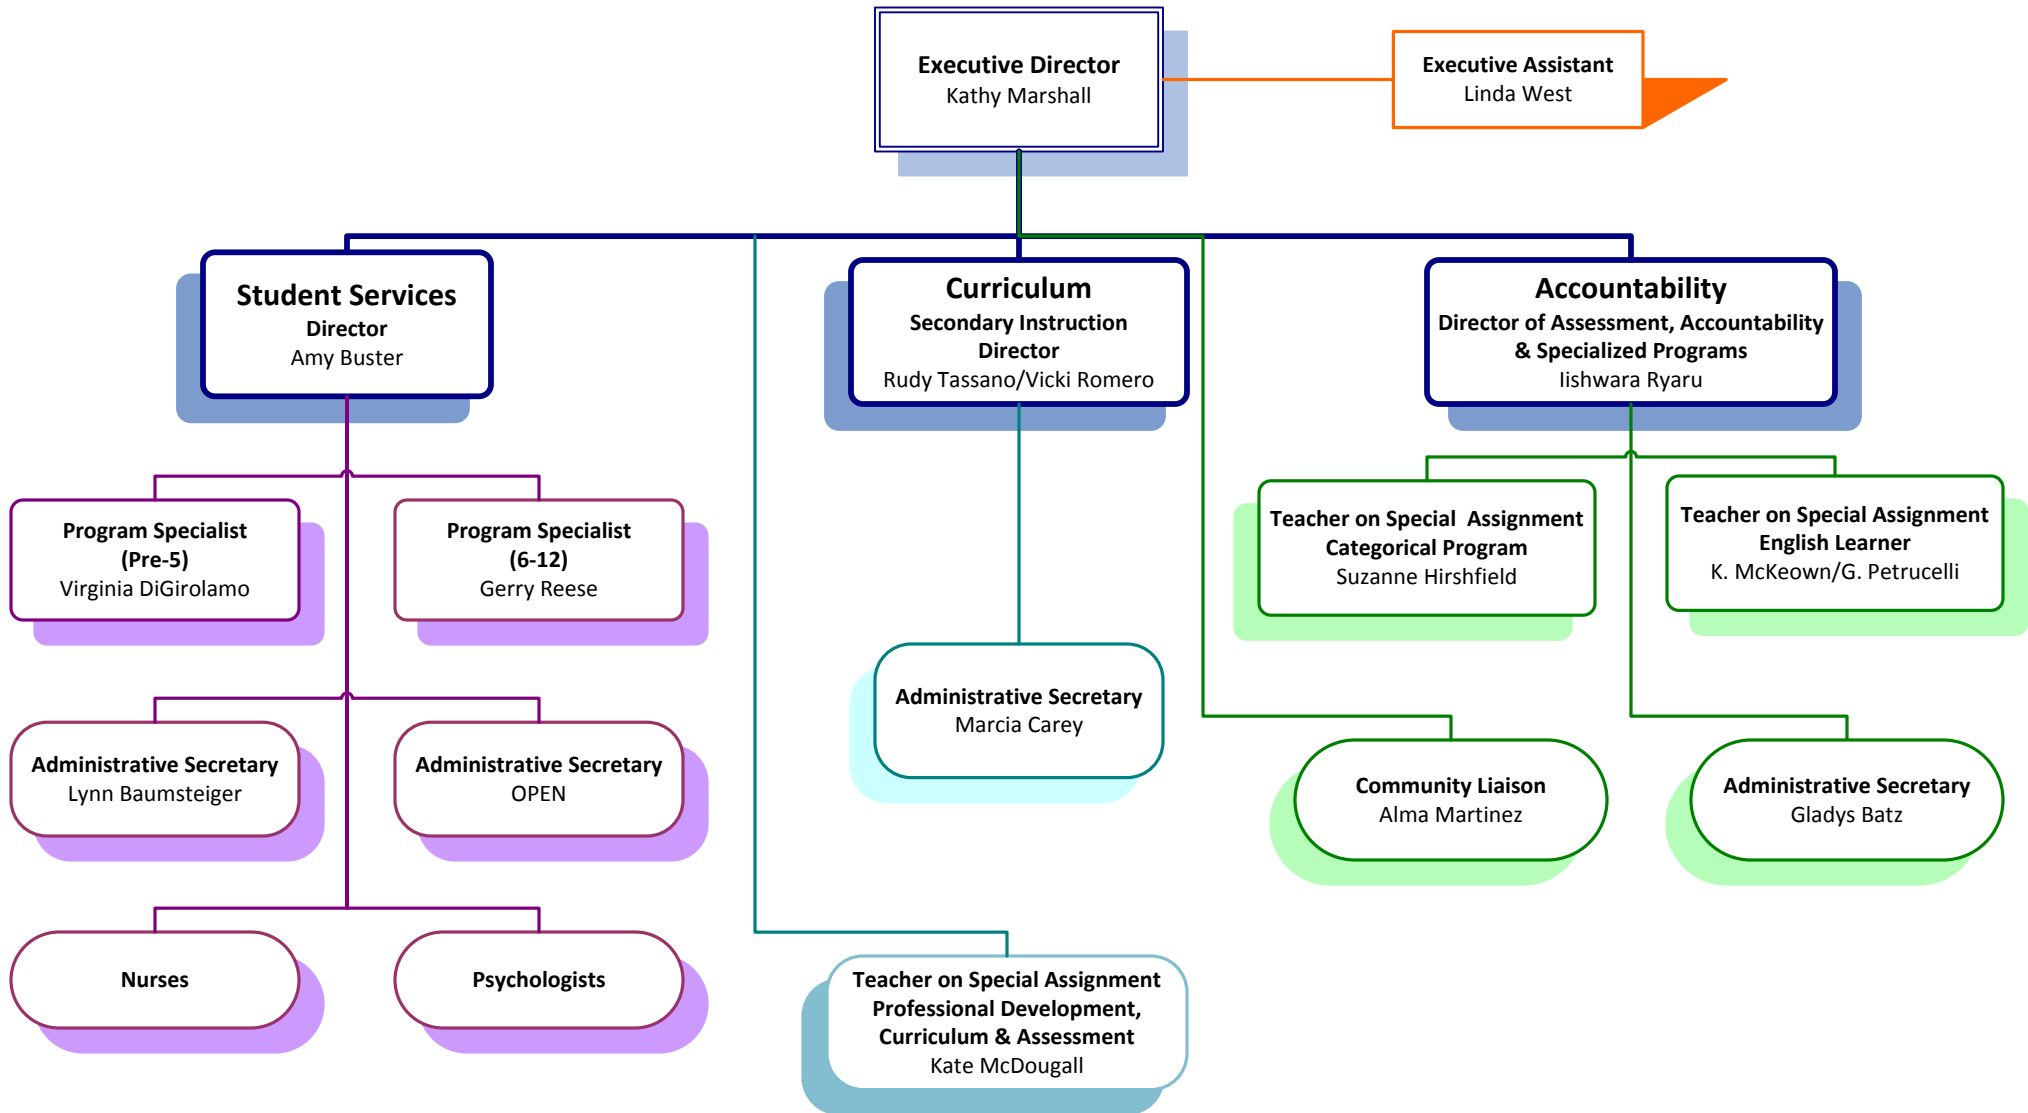 Executive Director
Kathy Marshall
Executive Assistant
Linda West
Student Services
Director
Amy Buster
Curriculum
Secondary Instruction
Director
Rudy Tassano/Vicki Romero
Accountability
Director of Assessment, Accountability
& Specialized Programs
Iishwara Ryaru
Program Specialist
(Pre-5)
Virginia DiGirolamo
Program Specialist
(6-12)
Gerry Reese
Teacher on Special Assignment
Categorical Program
Suzanne Hirshfield
Teacher on Special Assignment
English Learner
K. McKeown/G. Petrucelli
Administrative Secretary
Lynn Baumsteiger
Administrative Secretary
OPEN
Administrative Secretary
Marcia Carey
Community Liaison
Alma Martinez
Administrative Secretary
Gladys Batz
Nurses
Psychologists
Teacher on Special Assignment
Professional Development,
Curriculum & Assessment
Kate McDougall